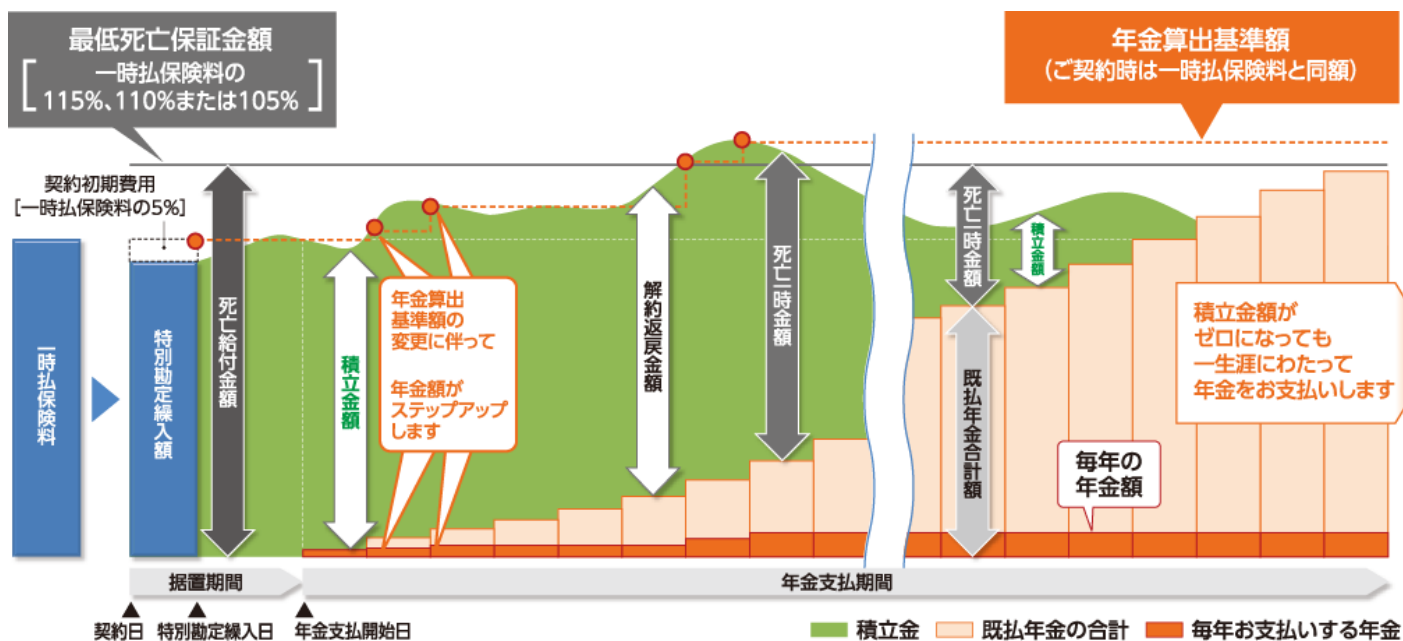 最低死亡保証金額
一時払保険料の
115%、110%または105%
年金算出基準額
(ご契約時は一時払保険料と同額)
契約初期費用
[一時払保険料の5%]
一時払保険料
特別勘定繰入額
死亡給付金額
積立金額
年金算出
基準額の
変更に伴って
年金額が
ステップアップ
します
解約返戻金額
死亡一時金額
死亡一時金額
既払年金合計額
積立金額
積立金額が
ゼロになっても
一生涯にわたって
年金をお支払いします
毎年の
年金額
据置期間
年金支払期間
契約日
特別勘定繰入日
年金支払開始日
積立金
既払年金の合計
毎年お支払いする年金